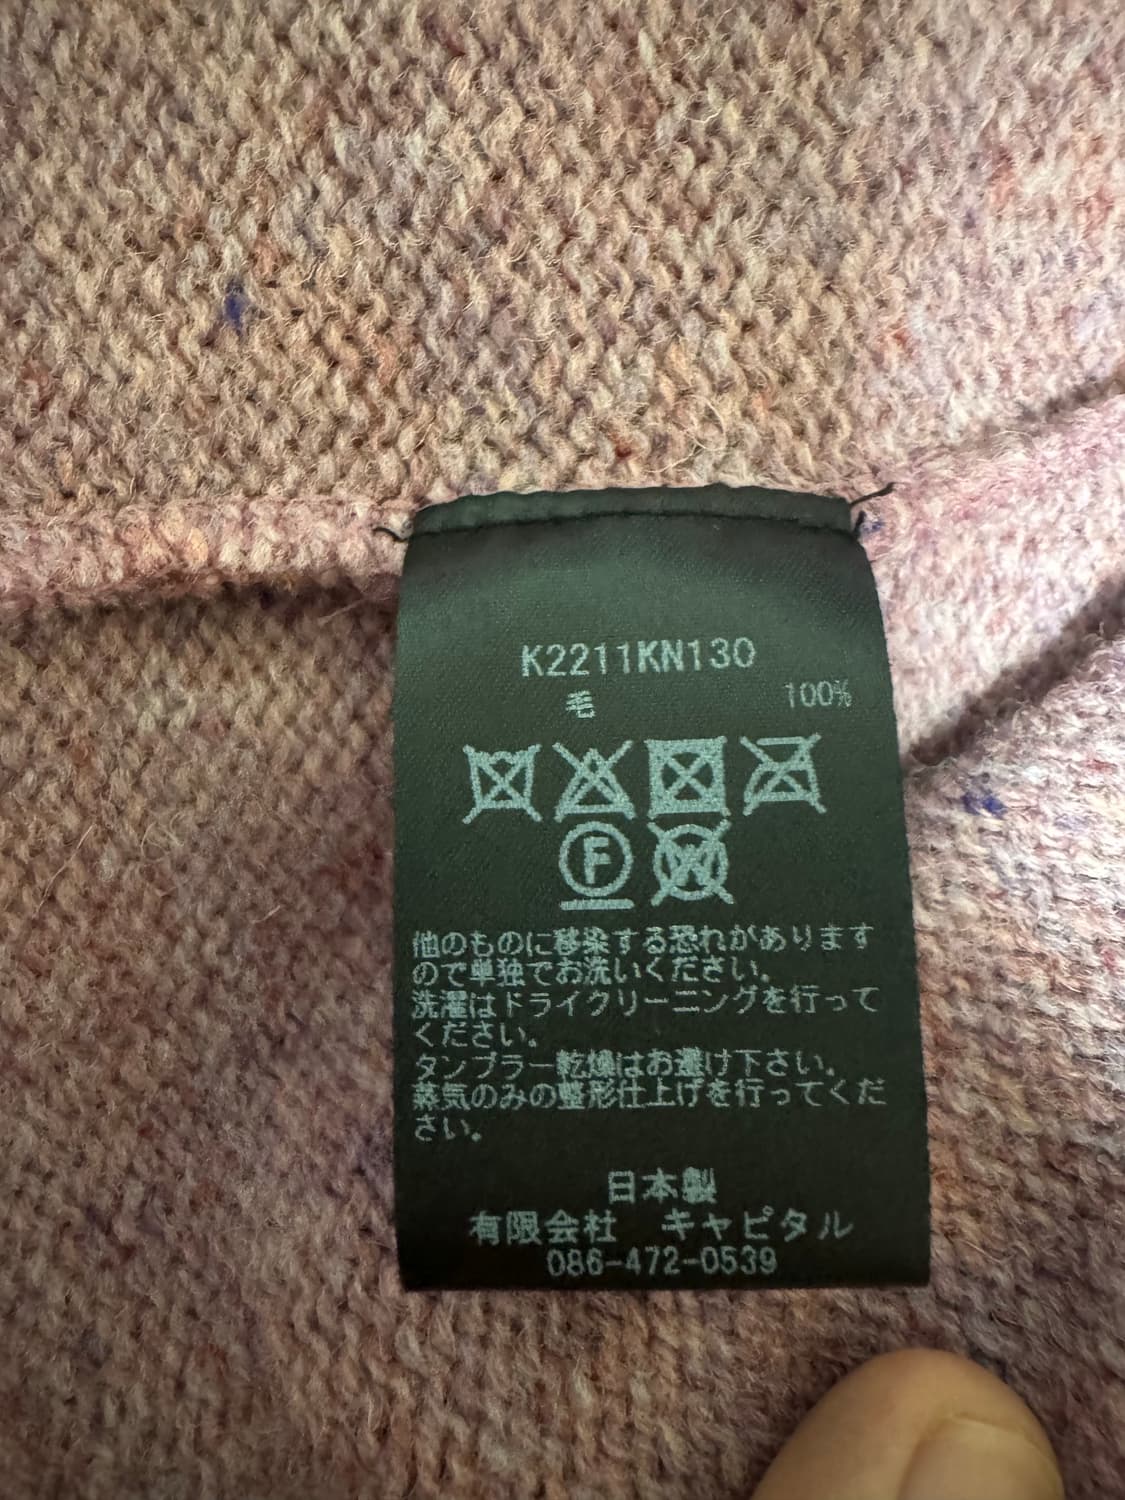 K2211KN130
毛 100%
F W
他のものに移染する恐れがあります
ので単独でお洗いください。
洗濯はドライクリーニングを行って
ください。
タンブラー乾燥はお避け下さい。
蒸気のみの整形仕上げを行ってくだ
さい。
日本製
有限会社 キャピタル
086-472-0539